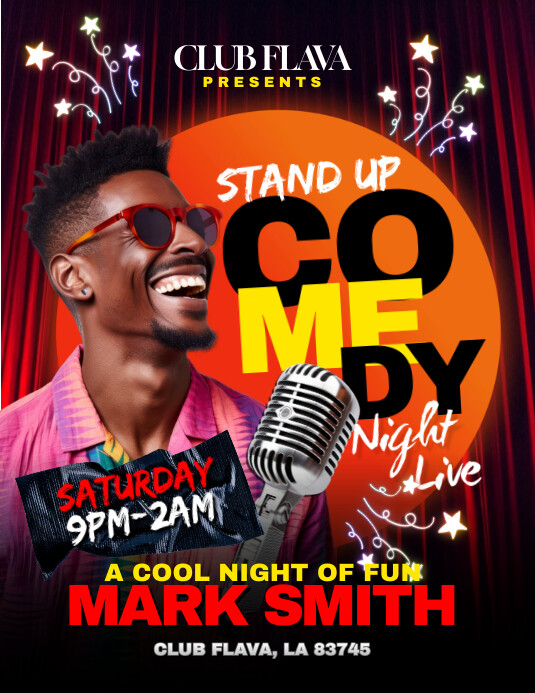 CLUB FLAVA
PRESENTS
STAND UP
CO
ME
DY
Night
Live
SATURDAY
9PM-2AM
A COOL NIGHT OF FUN
MARK SMITH
CLUB FLAVA, LA 83745